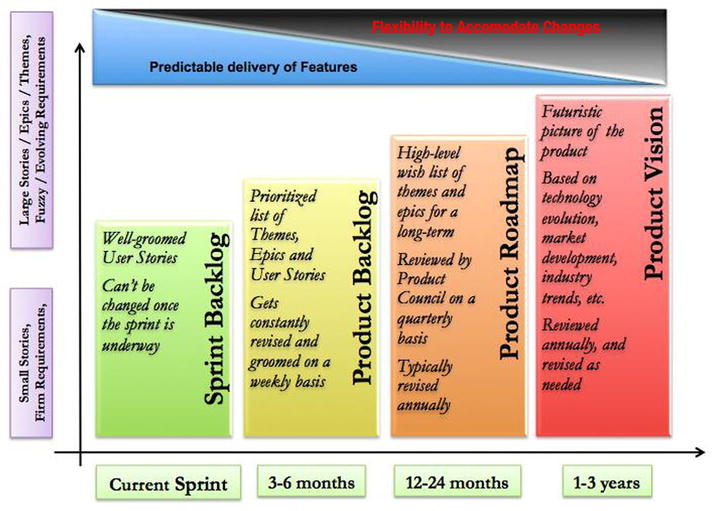 Flexibility to Accomodate Changes
Predictable delivery of Features
Large Stories / Epics / Themes,
Fuzzy / Evolving Requirements
Small Stories,
Firm Requirements,
Well-groomed
User Stories
Can't be
changed once
the sprint is
underway
Sprint Backlog
Prioritized
list of
Themes,
Epics and
User Stories
Gets
constantly
revised and
groomed on a
weekly basis
Product Backlog
High-level
wish list of
themes and
epics for a
long-term
Reviewed by
Product
Council on a
quarterly
basis
Typically
revised
annually
Product Roadmap
Futuristic
picture of the
product
Based on
technology
evolution,
market
development,
industry
trends, etc.
Reviewed
annually, and
revised as
needed
Product Vision
Current Sprint
3-6 months
12-24 months
1-3 years